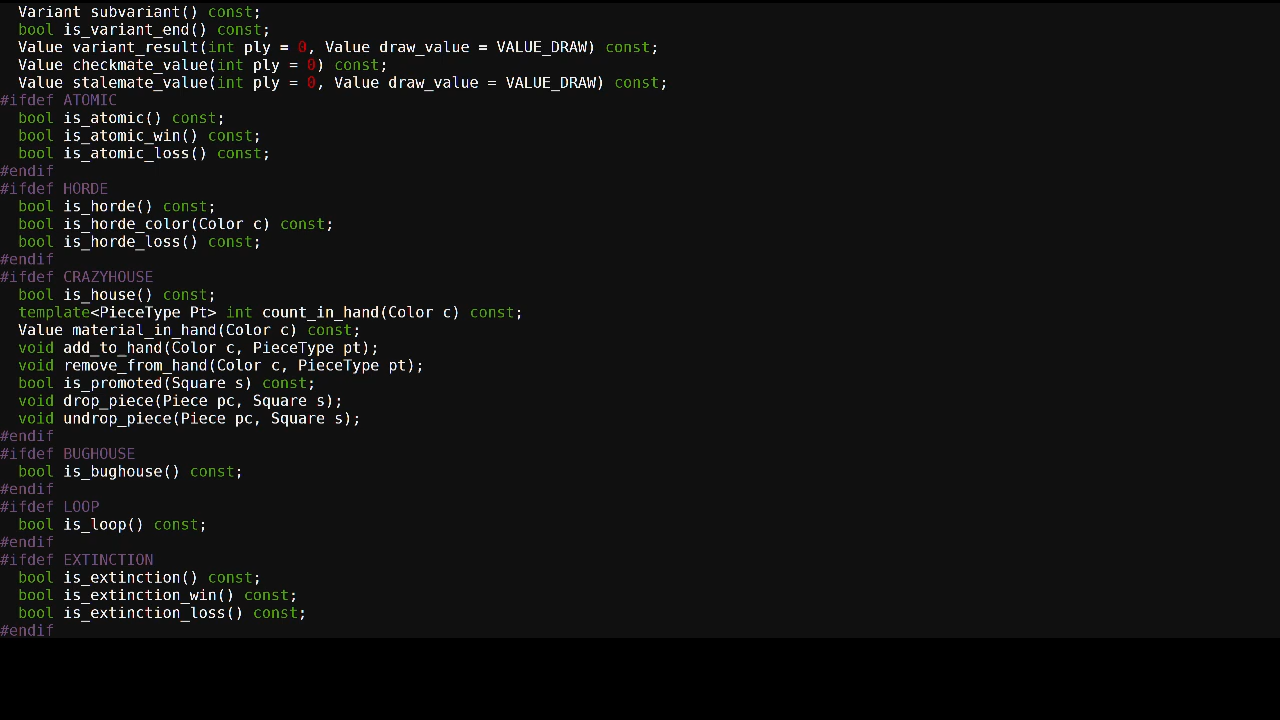 Variant subvariant() const;
bool is_variant_end() const;
Value variant_result(int ply = 0, Value draw_value = VALUE_DRAW) const;
Value checkmate_value(int ply = 0) const;
Value stalemate_value(int ply = 0, Value draw_value = VALUE_DRAW) const;
#ifdef ATOMIC
bool is_atomic() const;
bool is_atomic_win() const;
bool is_atomic_loss() const;
#endif
#ifdef HORDE
bool is_horde() const;
bool is_horde_color(Color c) const;
bool is_horde_loss() const;
#endif
#ifdef CRAZYHOUSE
bool is_house() const;
template<PieceType Pt> int count_in_hand(Color c) const;
Value material_in_hand(Color c) const;
void add_to_hand(Color c, PieceType pt);
void remove_from_hand(Color c, PieceType pt);
bool is_promoted(Square s) const;
void drop_piece(Piece pc, Square s);
void undrop_piece(Piece pc, Square s);
#endif
#ifdef BUGHOUSE
bool is_bughouse() const;
#endif
#ifdef LOOP
bool is_loop() const;
#endif
#ifdef EXTINCTION
bool is_extinction() const;
bool is_extinction_win() const;
bool is_extinction_loss() const;
#endif